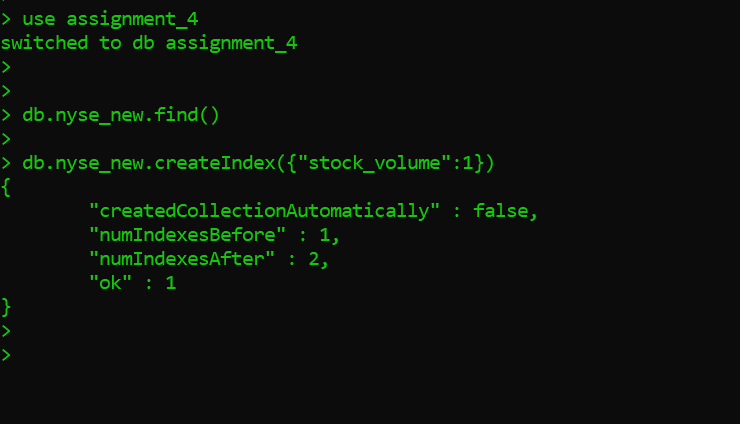 > use assignment_4
switched to db assignment_4
>
>
> db.nyse_new.find()
>
> db.nyse_new.createIndex({"stock_volume":1})
{
        "createdCollectionAutomatically" : false,
        "numIndexesBefore" : 1,
        "numIndexesAfter" : 2,
        "ok" : 1
}
>
>